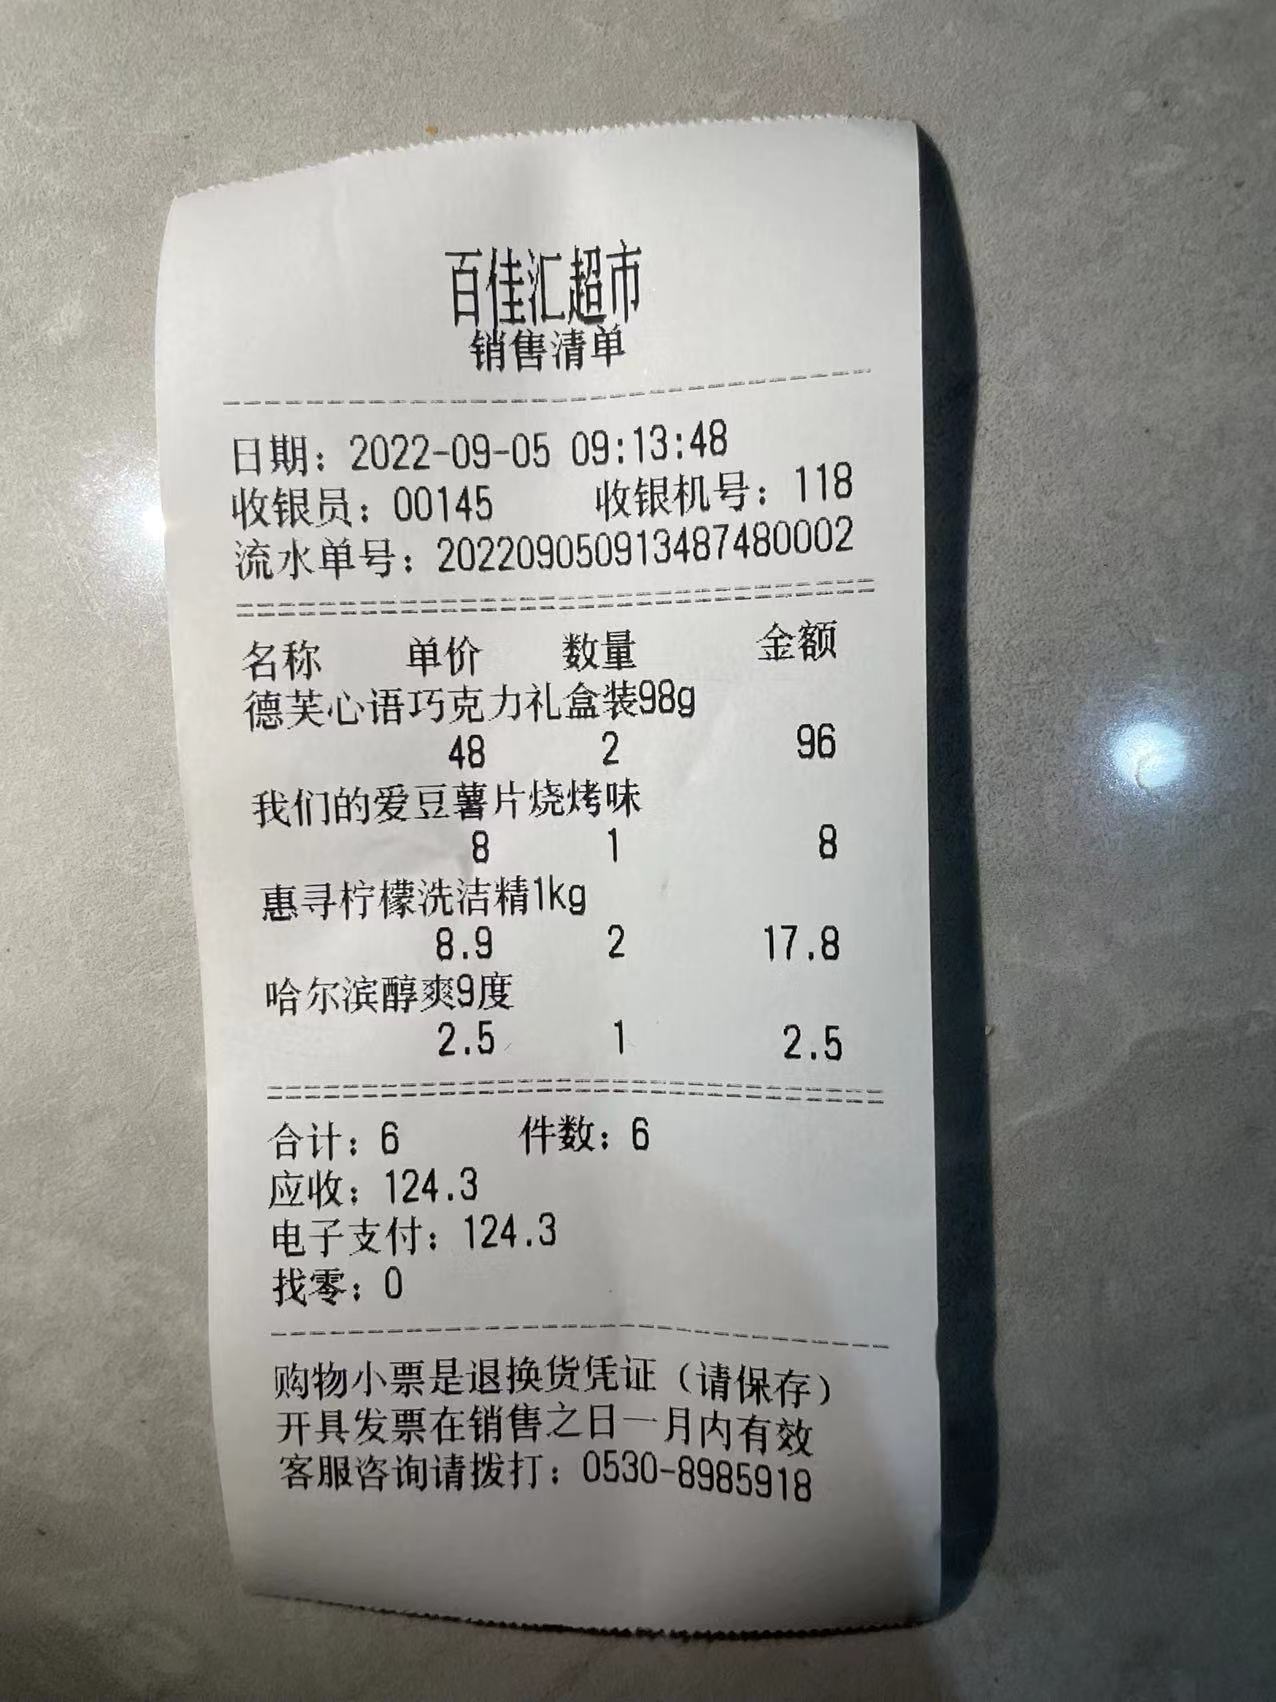 百佳汇超市
销售清单
日期：2022-09-05 09:13:48
收银员：00145 收银机号：118
流水单号：202209050913487480002
名称 单价 数量 金额
德芙心语巧克力礼盒装98g
48 2 96
我们的爱豆薯片烧烤味
8 1 8
惠寻柠檬洗洁精1kg
8.9 2 17.8
哈尔滨醇爽9度
2.5 1 2.5
合计：6 件数：6
应收：124.3
电子支付：124.3
找零：0
购物小票是退换货凭证（请保存）
开具发票在销售之日一月内有效
客服咨询请拨打：0530-8985918